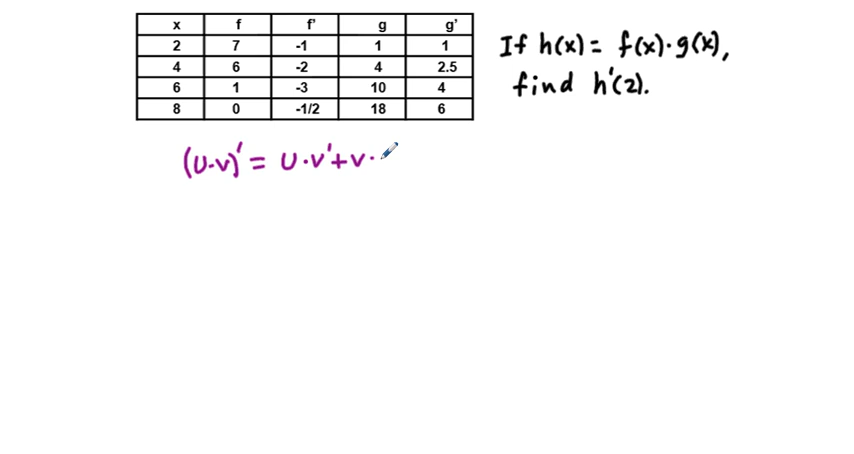 x f f' g g'
2 7 -1 1 1
4 6 -2 4 2.5
6 1 -3 10 4
8 0 -1/2 18 6
If h(x) = f(x)·g(x),
find h'(2).
(U·V)' = U·V'+V·